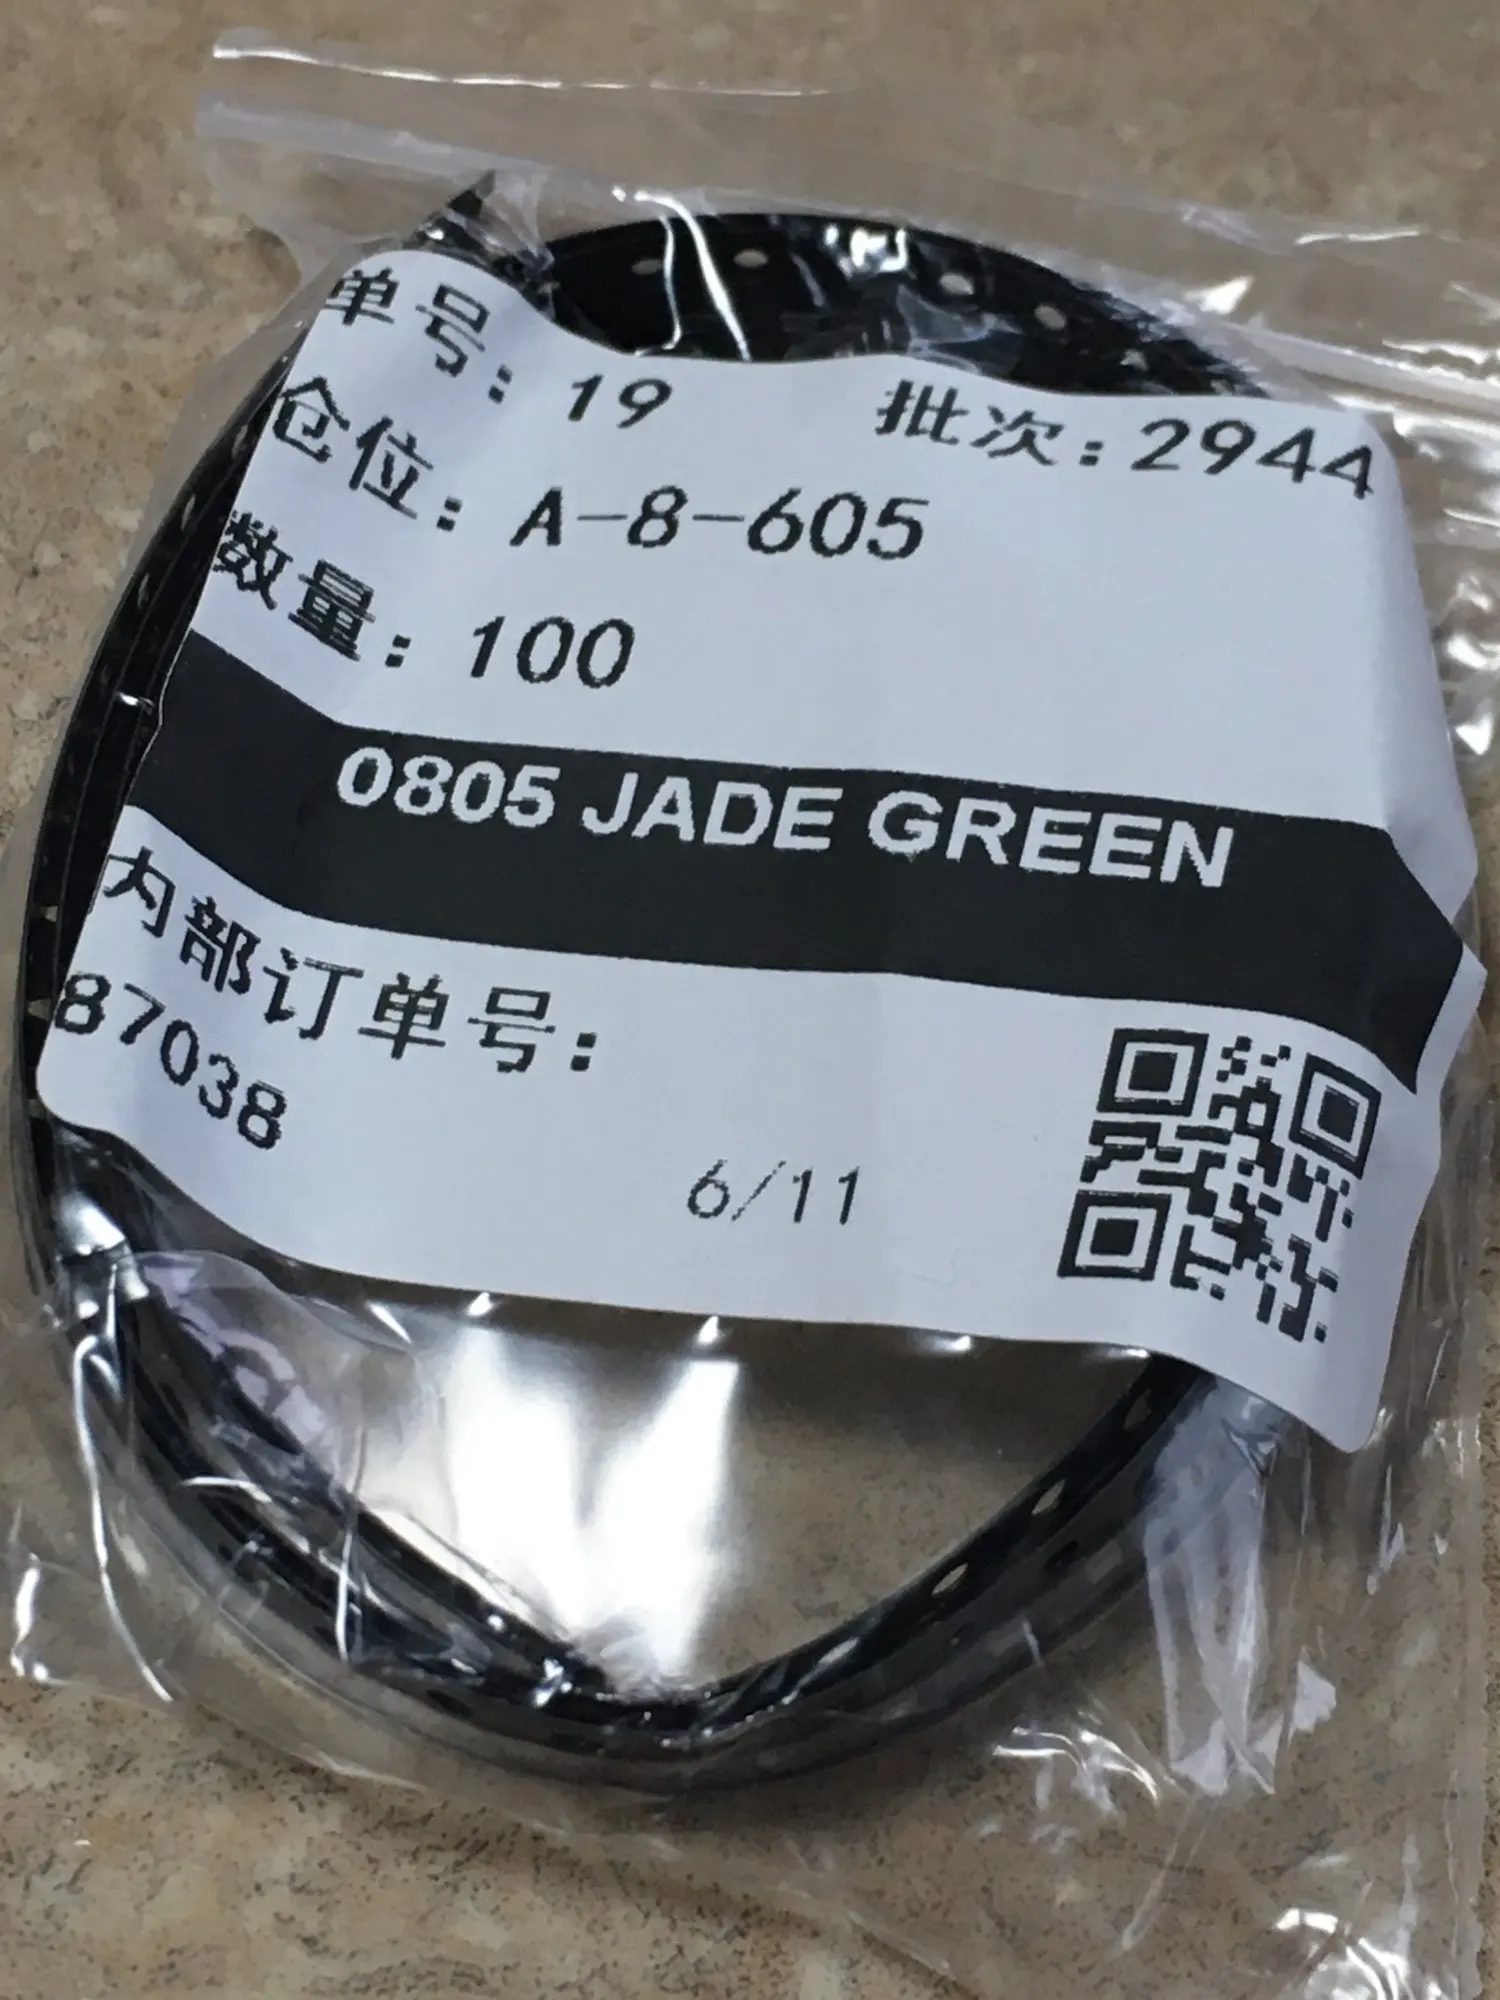 单号：19 批次：2944
仓位：A-8-605
数量：100
0805 JADE GREEN
内部订单号：
87038
6/11